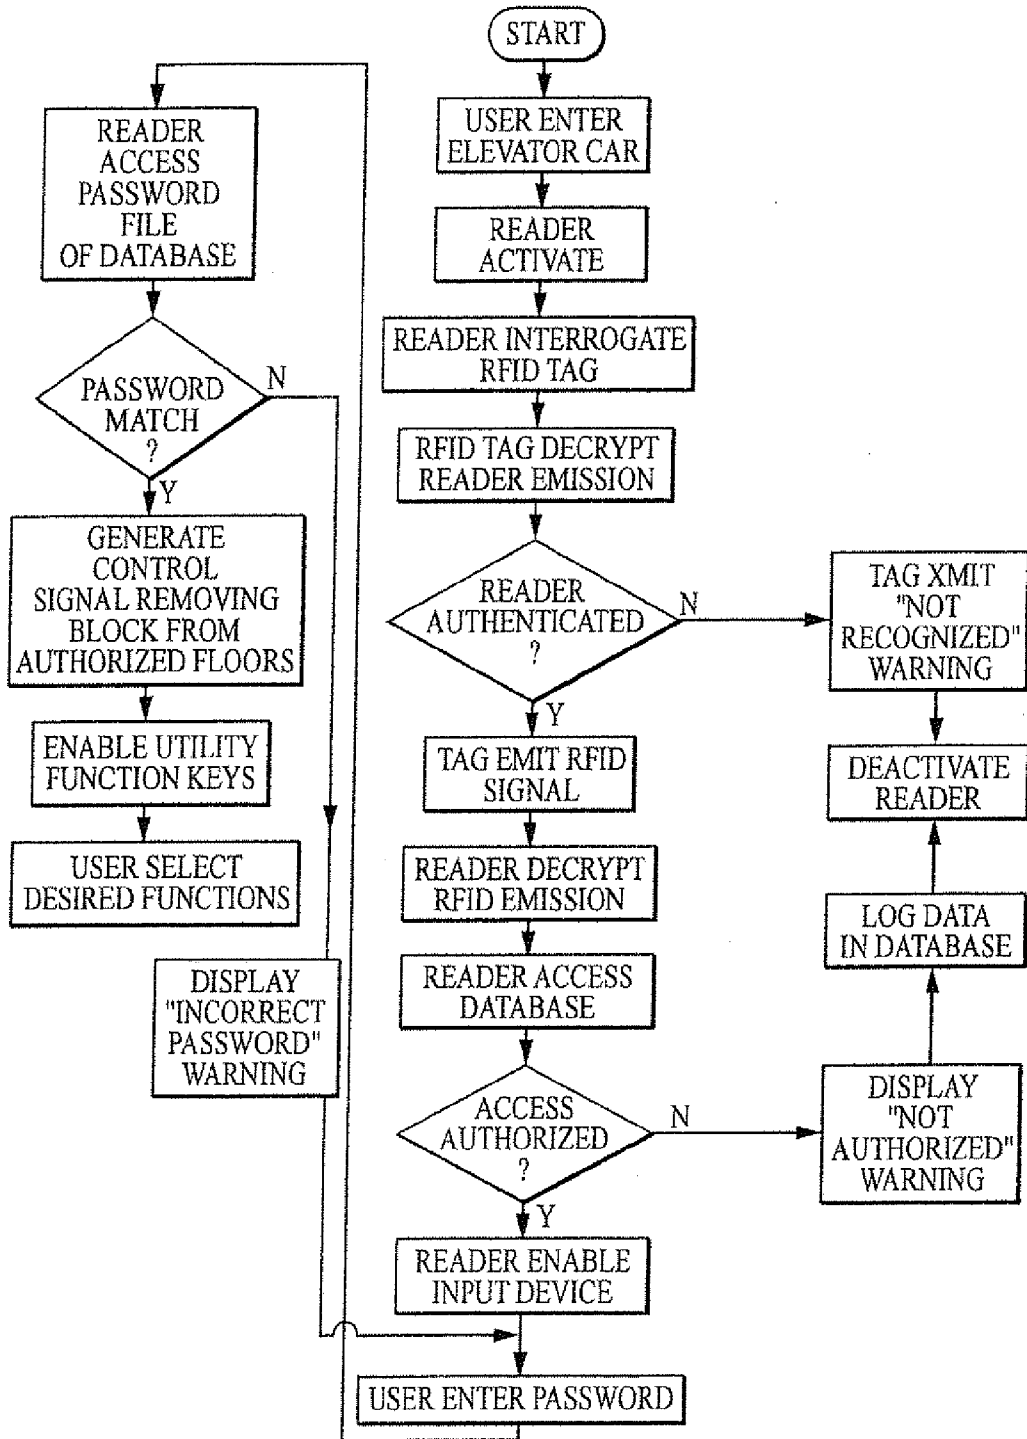 START
USER ENTER
ELEVATOR CAR
READER
ACTIVATE
READER INTERROGATE
RFID TAG
RFID TAG DECRYPT
READER EMISSION
READER
AUTHENTICATED
?
N
Y
TAG XMIT
"NOT
RECOGNIZED"
WARNING
DEACTIVATE
READER
TAG EMIT RFID
SIGNAL
READER DECRYPT
RFID EMISSION
READER ACCESS
DATABASE
ACCESS
AUTHORIZED
?
N
Y
DISPLAY
"NOT
AUTHORIZED"
WARNING
LOG DATA
IN DATABASE
READER ENABLE
INPUT DEVICE
USER ENTER PASSWORD
READER
ACCESS
PASSWORD
FILE
OF DATABASE
PASSWORD
MATCH
?
N
Y
GENERATE
CONTROL
SIGNAL REMOVING
BLOCK FROM
AUTHORIZED FLOORS
ENABLE UTILITY
FUNCTION KEYS
USER SELECT
DESIRED FUNCTIONS
DISPLAY
"INCORRECT
PASSWORD"
WARNING